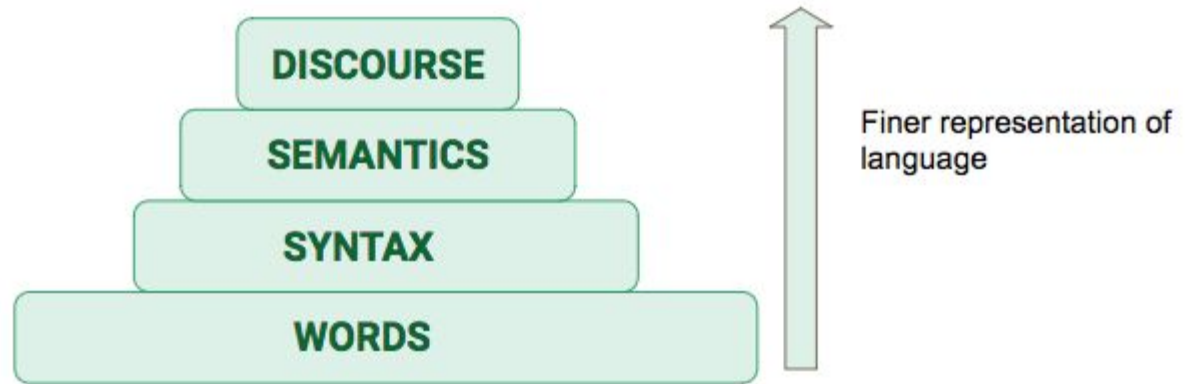 DISCOURSE
SEMANTICS
SYNTAX
WORDS
Finer representation of
language